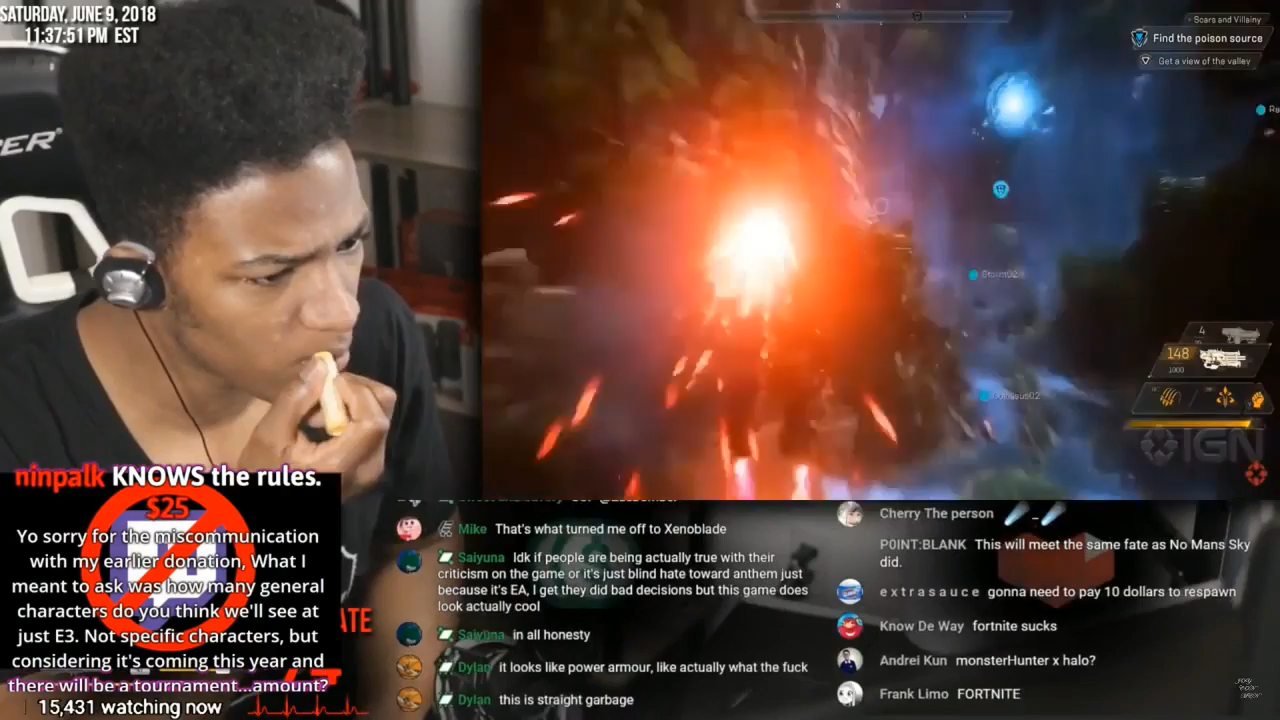 SATURDAY, JUNE 9, 2018
11:37:51 PM EST
N
Scars and Villainy
Find the poison source
Get a view of the valley
4
148
1000
IGN
ninpalk KNOWS the rules.
$25
Yo sorry for the miscommunication
with my earlier donation, What I
meant to ask was how many general
characters do you think we'll see at
just E3. Not specific characters, but
considering it's coming this year and
there will be a tournament...amount?
15,431 watching now
Mike That's what turned me off to Xenoblade
Saiyuna Idk if people are being actually true with their
criticism on the game or it's just blind hate toward anthem just
because it's EA, I get they did bad decisions but this game does
look actually cool
Saiyuna in all honesty
Dylan it looks like power armour, like actually what the fuck
Dylan this is straight garbage
Cherry The person
P0INT:BLANK This will meet the same fate as No Mans Sky
did.
e x t r a s a u c e gonna need to pay 10 dollars to respawn
Know De Way fortnite sucks
Andrei Kun monsterHunter x halo?
Frank Limo FORTNITE